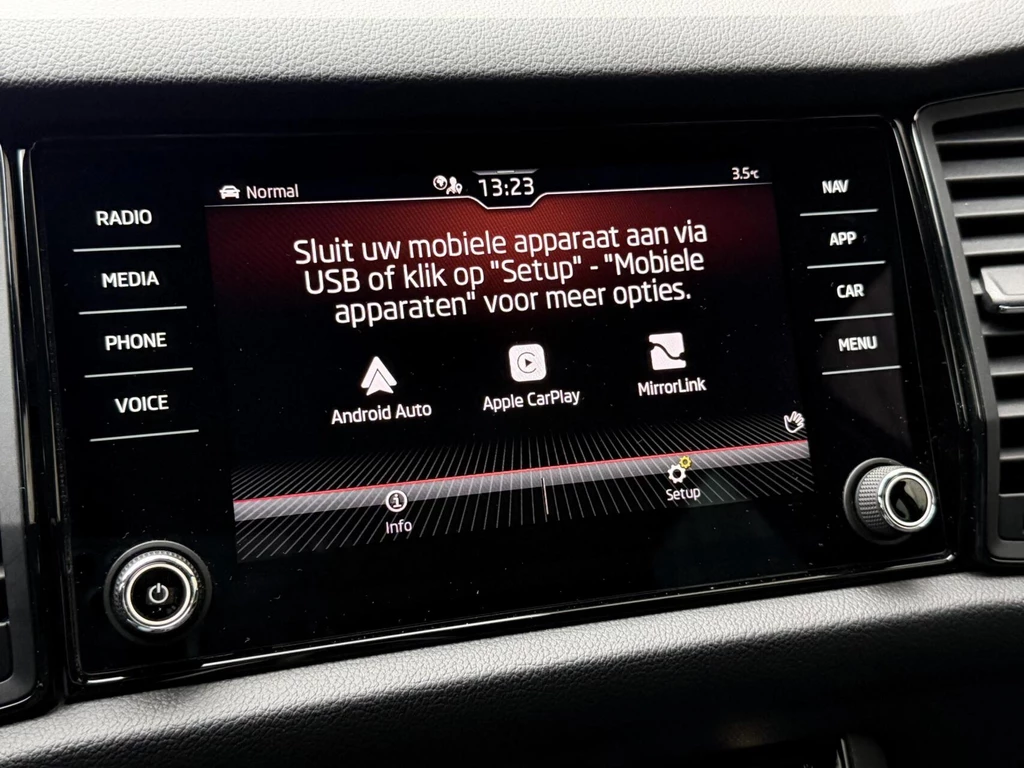 Normal
13:23
3.5°C
RADIO
MEDIA
PHONE
VOICE
Sluit uw mobiele apparaat aan via
USB of klik op "Setup" - "Mobiele
apparaten" voor meer opties.
Android Auto
Apple CarPlay
MirrorLink
Info
Setup
NAV
APP
CAR
MENU